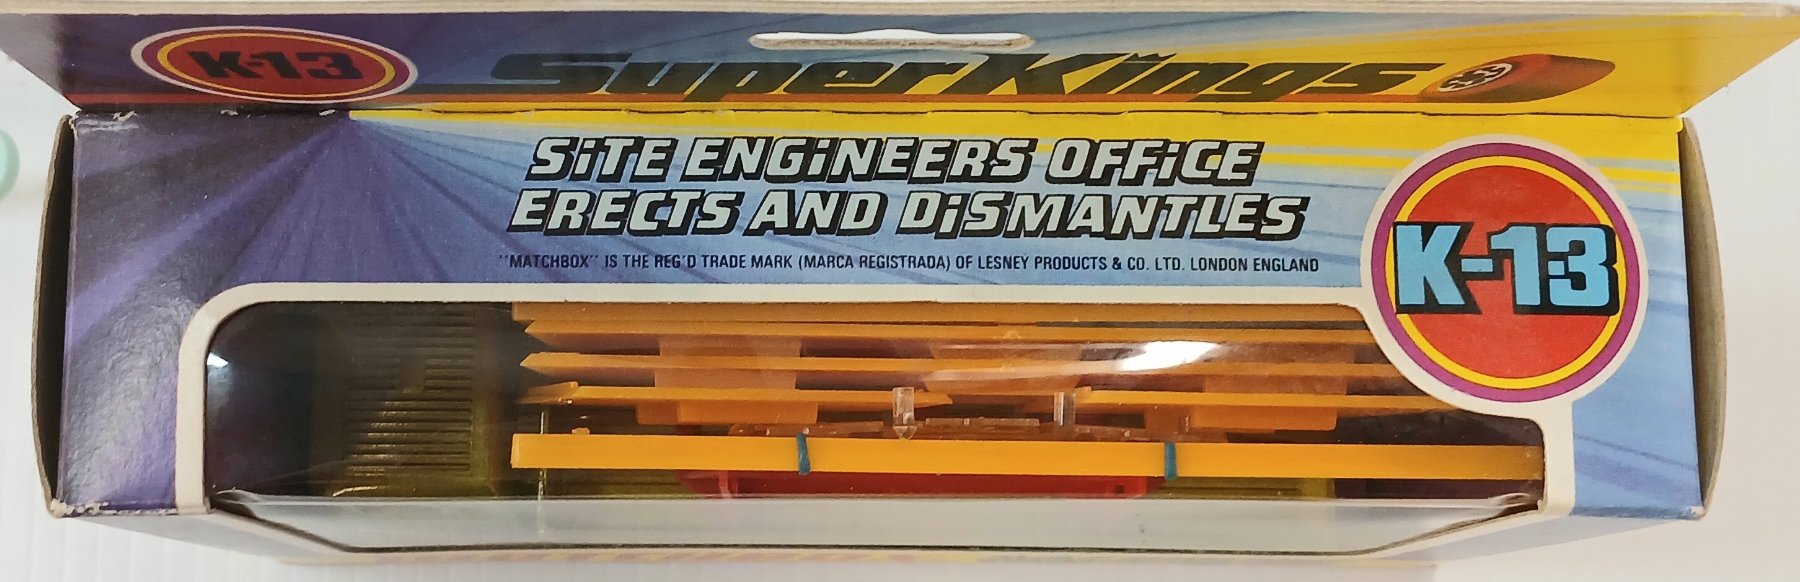 K-13
SuperKings
SiTE ENGiNEERS OFFiCE
ERECTS AND DiSMANTLES
"MATCHBOX" IS THE REG'D TRADE MARK (MARCA REGISTRADA) OF LESNEY PRODUCTS & CO. LTD. LONDON ENGLAND
K-13